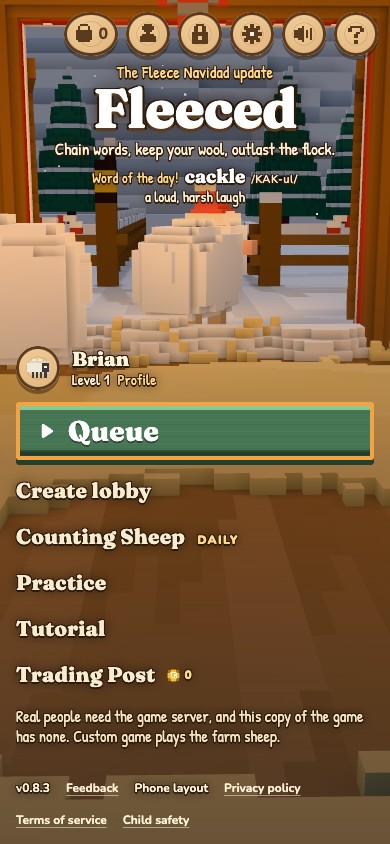 0
The Fleece Navidad update
Fleeced
Chain words, keep your wool, outlast the flock.
Word of the day! cackle /KAK-ul/
a loud, harsh laugh
Brian
Level 1 Profile
Queue
Create lobby
Counting Sheep DAILY
Practice
Tutorial
Trading Post 0
Real people need the game server, and this copy of the game
has none. Custom game plays the farm sheep.
v0.8.3 Feedback Phone layout Privacy policy
Terms of service Child safety